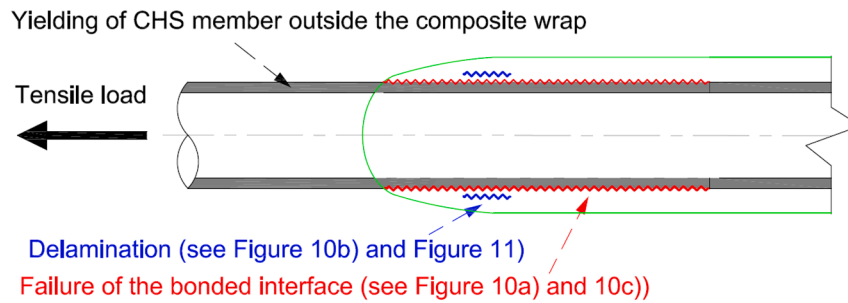 Yielding of CHS member outside the composite wrap
Tensile load
Delamination (see Figure 10b) and Figure 11)
Failure of the bonded interface (see Figure 10a) and 10c))